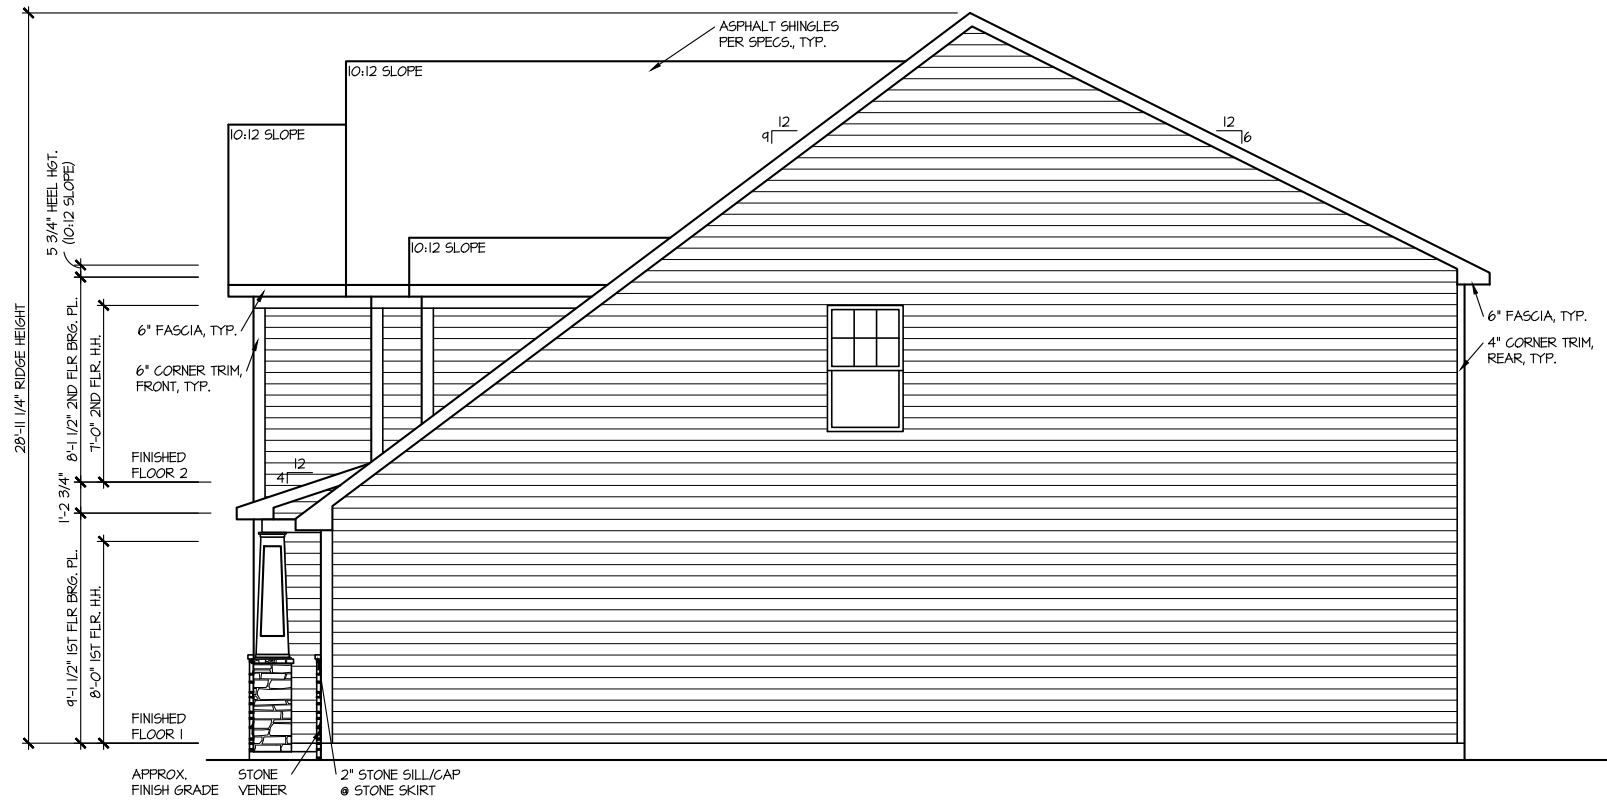 ASPHALT SHINGLES
PER SPECS., TYP.
10:12 SLOPE
10:12 SLOPE
12
9
12
6
5 3/4" HEEL HGT.
(10:12 SLOPE)
10:12 SLOPE
28'-11 1/4" RIDGE HEIGHT
8'-1 1/2" 2ND FLR BRG. PL.
7'-0" 2ND FLR. H.H.
6" FASCIA, TYP.
6" CORNER TRIM,
FRONT, TYP.
6" FASCIA, TYP.
4" CORNER TRIM,
REAR, TYP.
FINISHED
FLOOR 2
12
4
1'-2 3/4"
9'-1 1/2" 1ST FLR BRG. PL.
8'-0" 1ST FLR. H.H.
FINISHED
FLOOR 1
APPROX.
FINISH GRADE
STONE
VENEER
2" STONE SILL/CAP
@ STONE SKIRT